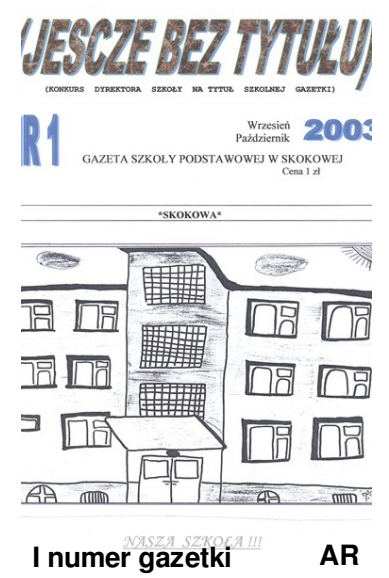 (JESCZE BEZ TYTUŁU)
(KONKURS DYREKTORA SZKOŁY NA TYTUŁ SZKOLNEJ GAZETKI)
R 1
Wrzesień
Październik
2003
GAZETA SZKOŁY PODSTAWOWEJ W SKOKOWEJ
Cena 1 zł
*SKOKOWA*
NASZA SZKOŁA !!!
I numer gazetki
AR